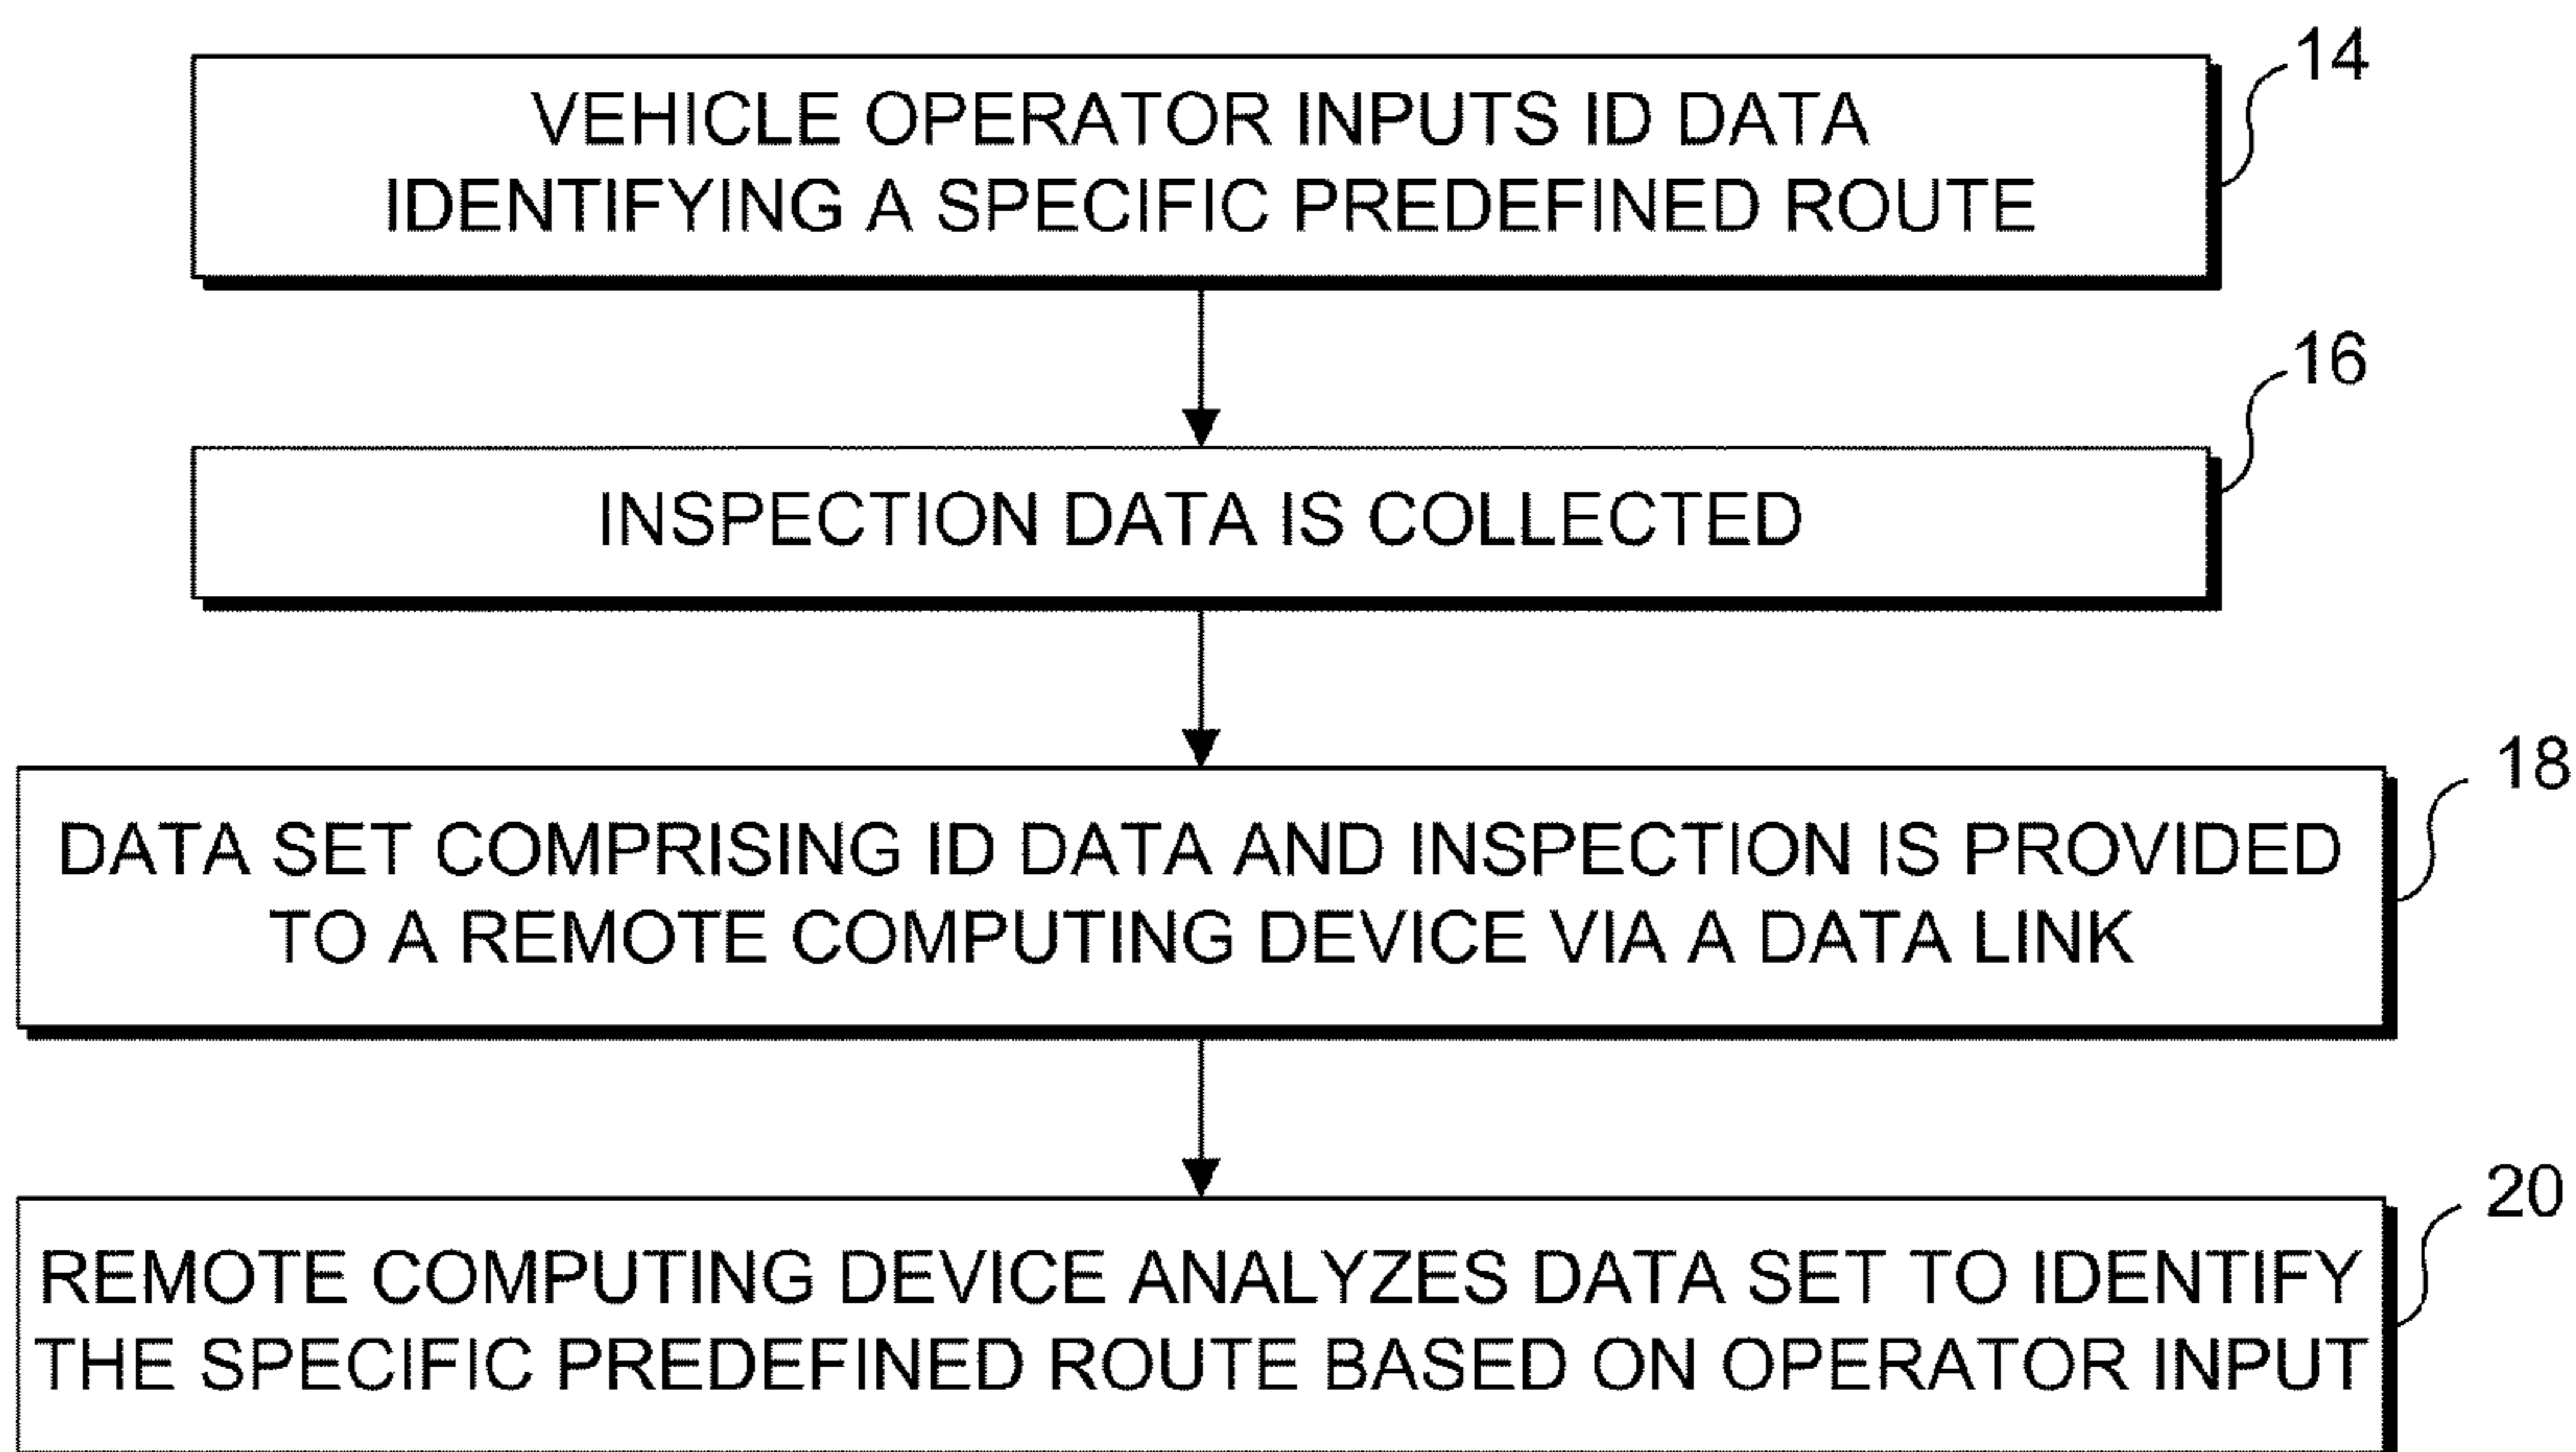 14
VEHICLE OPERATOR INPUTS ID DATA
IDENTIFYING A SPECIFIC PREDEFINED ROUTE
16
INSPECTION DATA IS COLLECTED
18
DATA SET COMPRISING ID DATA AND INSPECTION IS PROVIDED
TO A REMOTE COMPUTING DEVICE VIA A DATA LINK
20
REMOTE COMPUTING DEVICE ANALYZES DATA SET TO IDENTIFY
THE SPECIFIC PREDEFINED ROUTE BASED ON OPERATOR INPUT